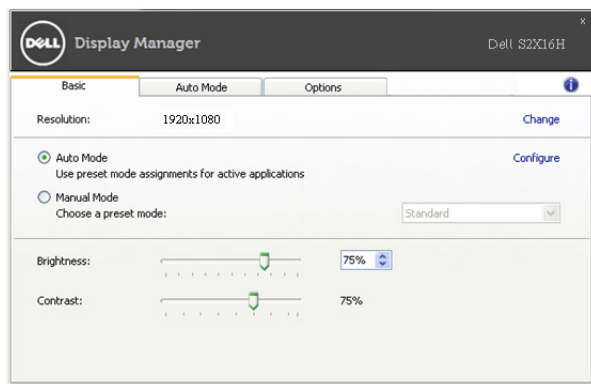 x
DELL Display Manager
Dell S2X16H
Basic
Auto Mode
Options
i
Resolution:
1920x1080
Change
Auto Mode
Configure
Use preset mode assignments for active applications
Manual Mode
Choose a preset mode:
Standard
Brightness:
75%
Contrast:
75%